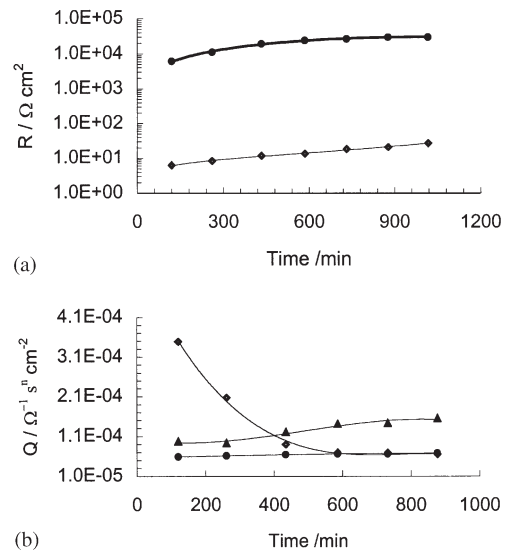 1.0E+05
1.0E+04
1.0E+03
1.0E+02
1.0E+01
1.0E+00
R / Ω cm²
0 300 600 900 1200
Time /min
(a)
4.1E-04
3.1E-04
2.1E-04
1.1E-04
1.0E-05
Q / Ω⁻¹ sⁿ cm⁻²
0 200 400 600 800 1000
Time /min
(b)